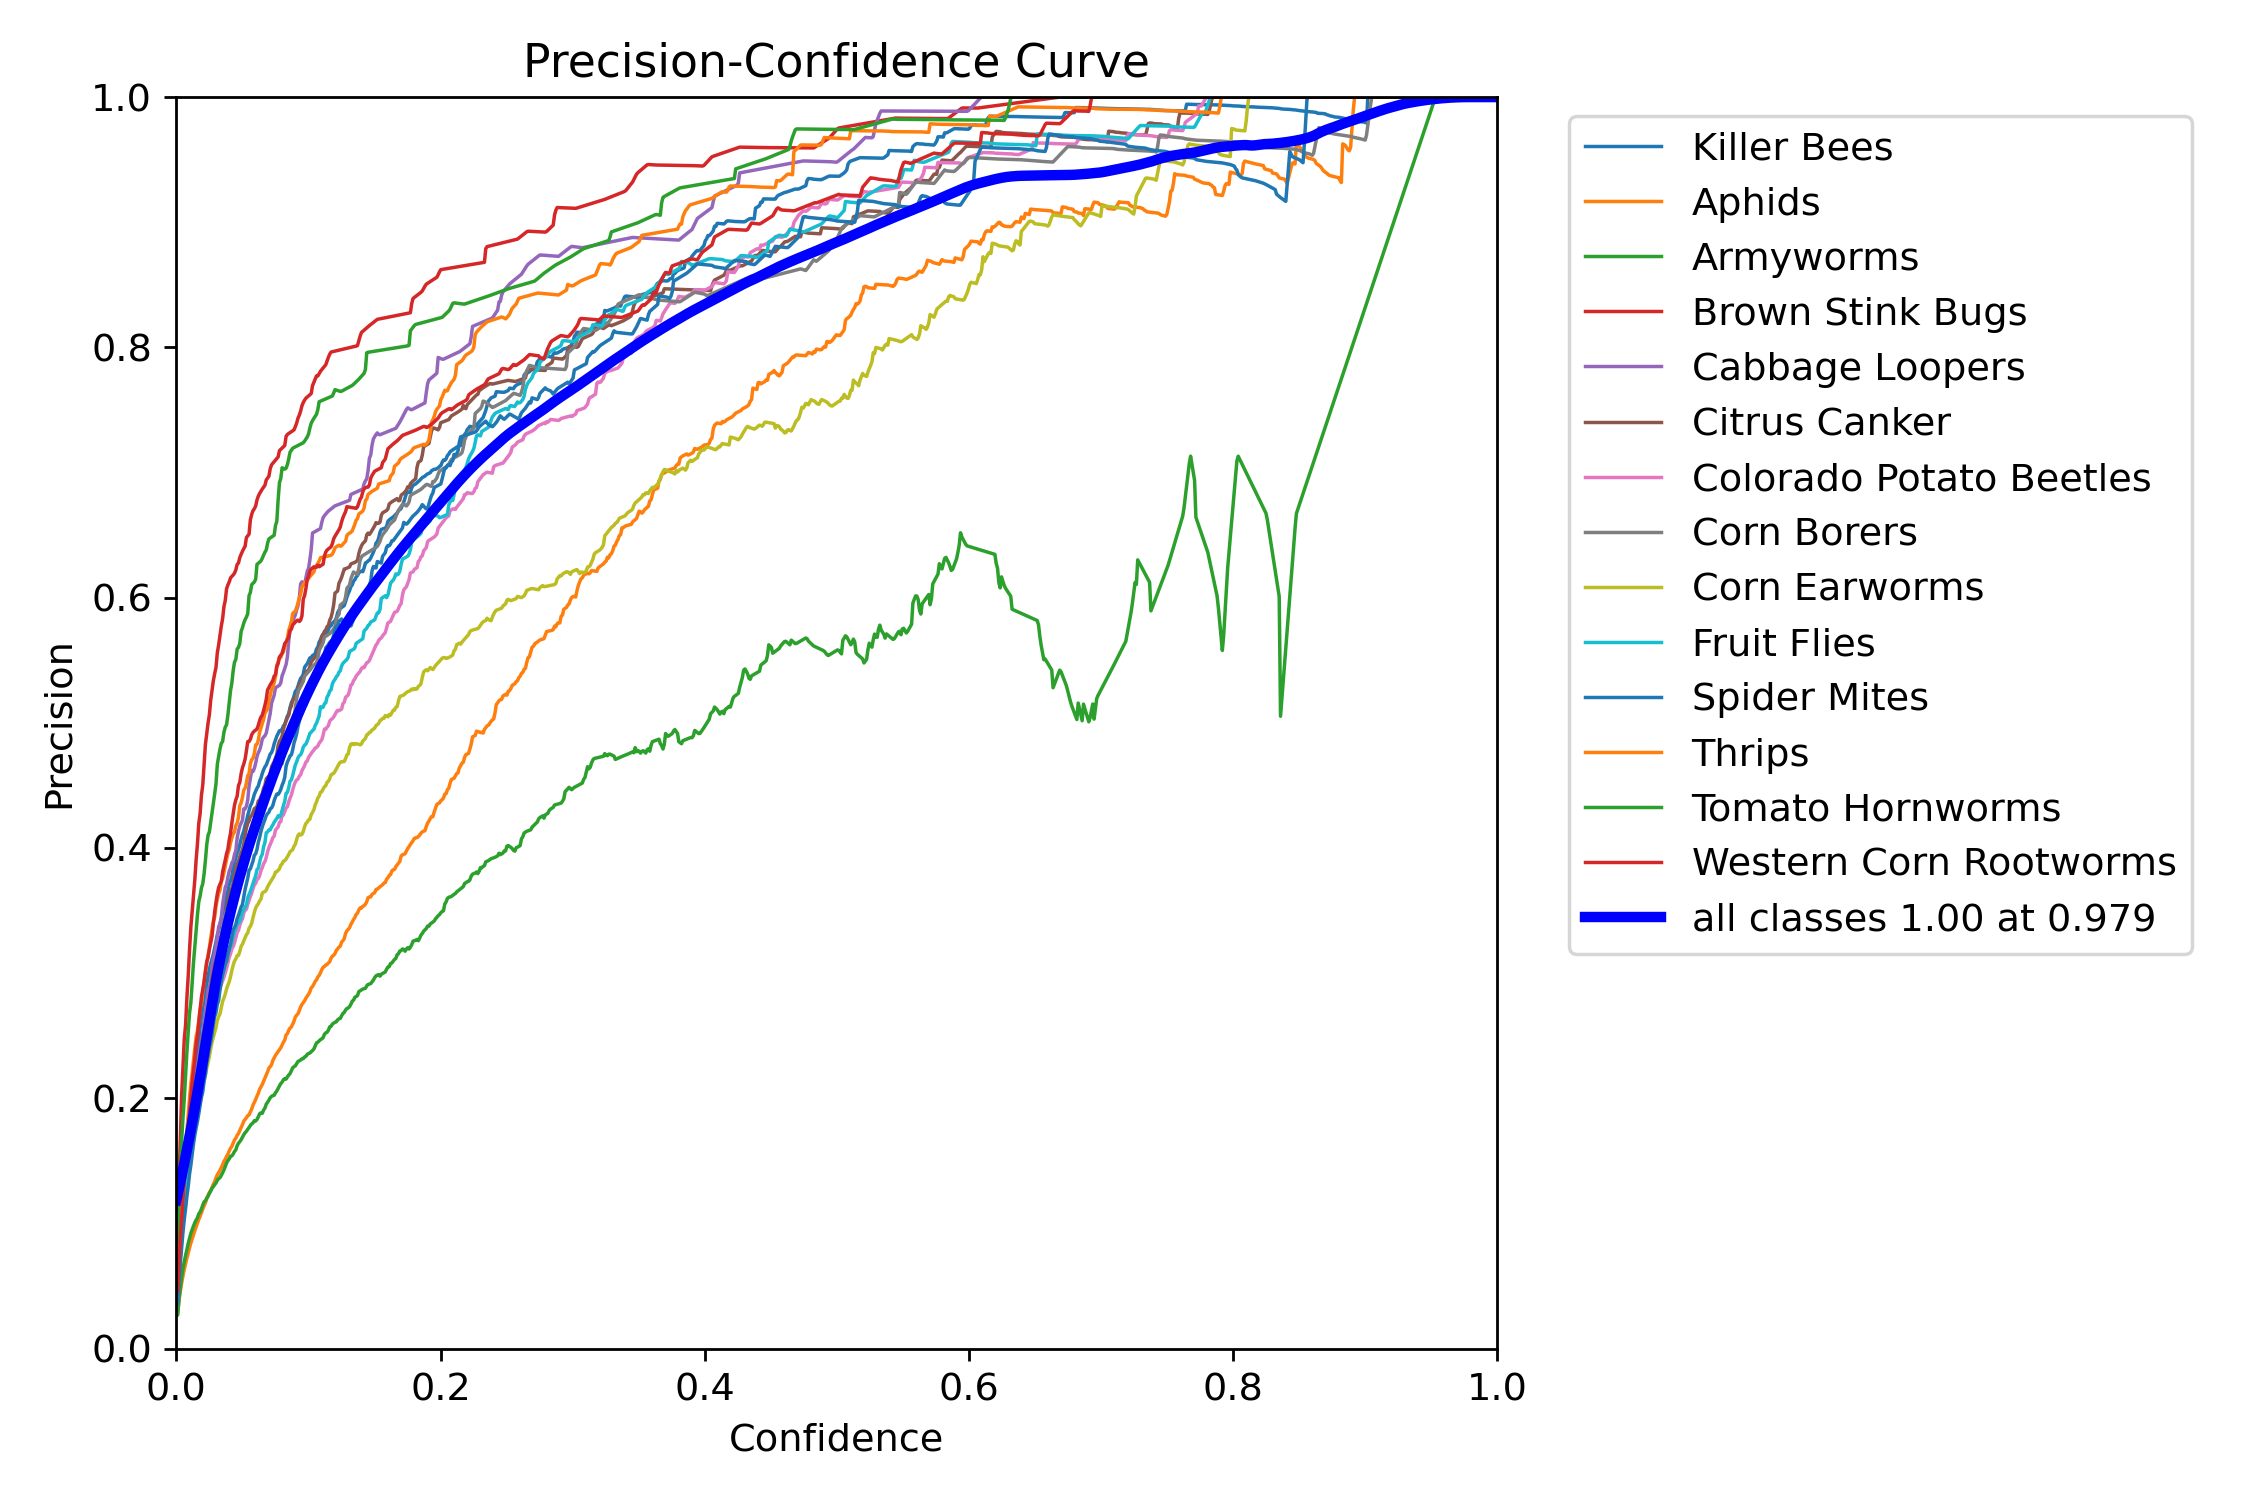 Precision-Confidence Curve
1.0
0.8
0.6
0.4
0.2
0.0
Precision
0.0 0.2 0.4 0.6 0.8 1.0
Confidence
Killer Bees
Aphids
Armyworms
Brown Stink Bugs
Cabbage Loopers
Citrus Canker
Colorado Potato Beetles
Corn Borers
Corn Earworms
Fruit Flies
Spider Mites
Thrips
Tomato Hornworms
Western Corn Rootworms
all classes 1.00 at 0.979